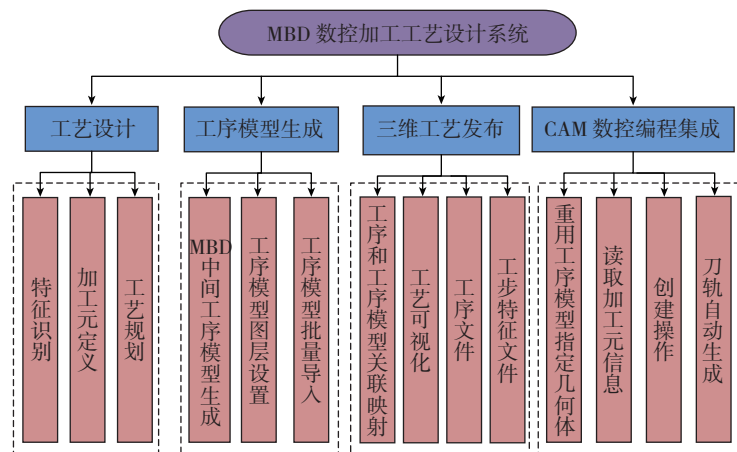 MBD 数控加工工艺设计系统
工艺设计
工序模型生成
三维工艺发布
CAM 数控编程集成
特征识别
加工元定义
工艺规划
MBD中间工序模型生成
工序模型图层设置
工序模型批量导入
工序和工序模型关联映射
工艺可视化
工序文件
工步特征文件
重用工序模型指定几何体
读取加工元信息
创建操作
刀轨自动生成